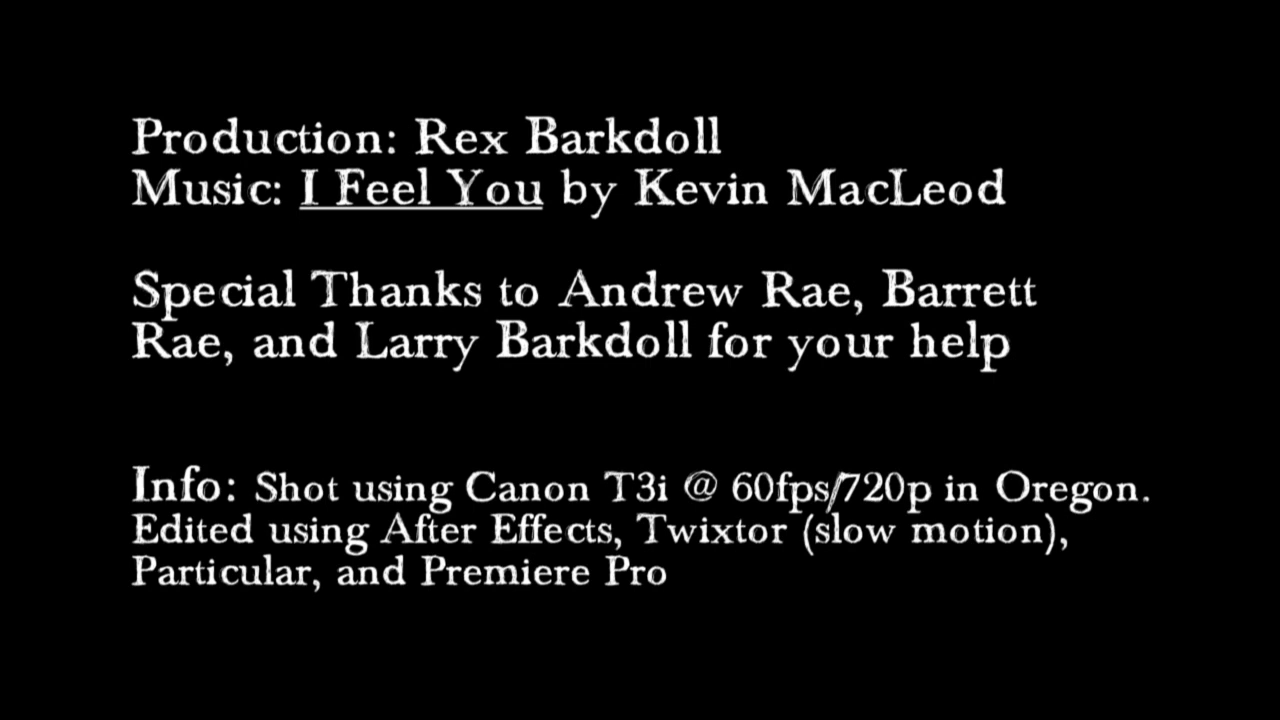 Production: Rex Barkdoll
Music: I Feel You by Kevin MacLeod
Special Thanks to Andrew Rae, Barrett
Rae, and Larry Barkdoll for your help
Info: Shot using Canon T3i @ 60fps/720p in Oregon.
Edited using After Effects, Twixtor (slow motion),
Particular, and Premiere Pro